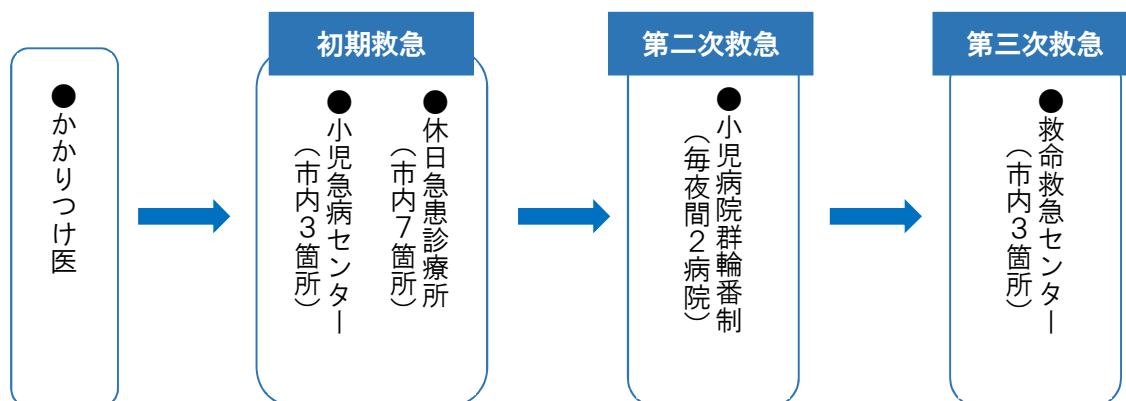 ●かかりつけ医
初期救急
●休日急患診療所
（市内７箇所）
●小児急病センター
（市内３箇所）
第二次救急
●小児病院群輪番制
（毎夜間２病院）
第三次救急
●救命救急センター
（市内３箇所）